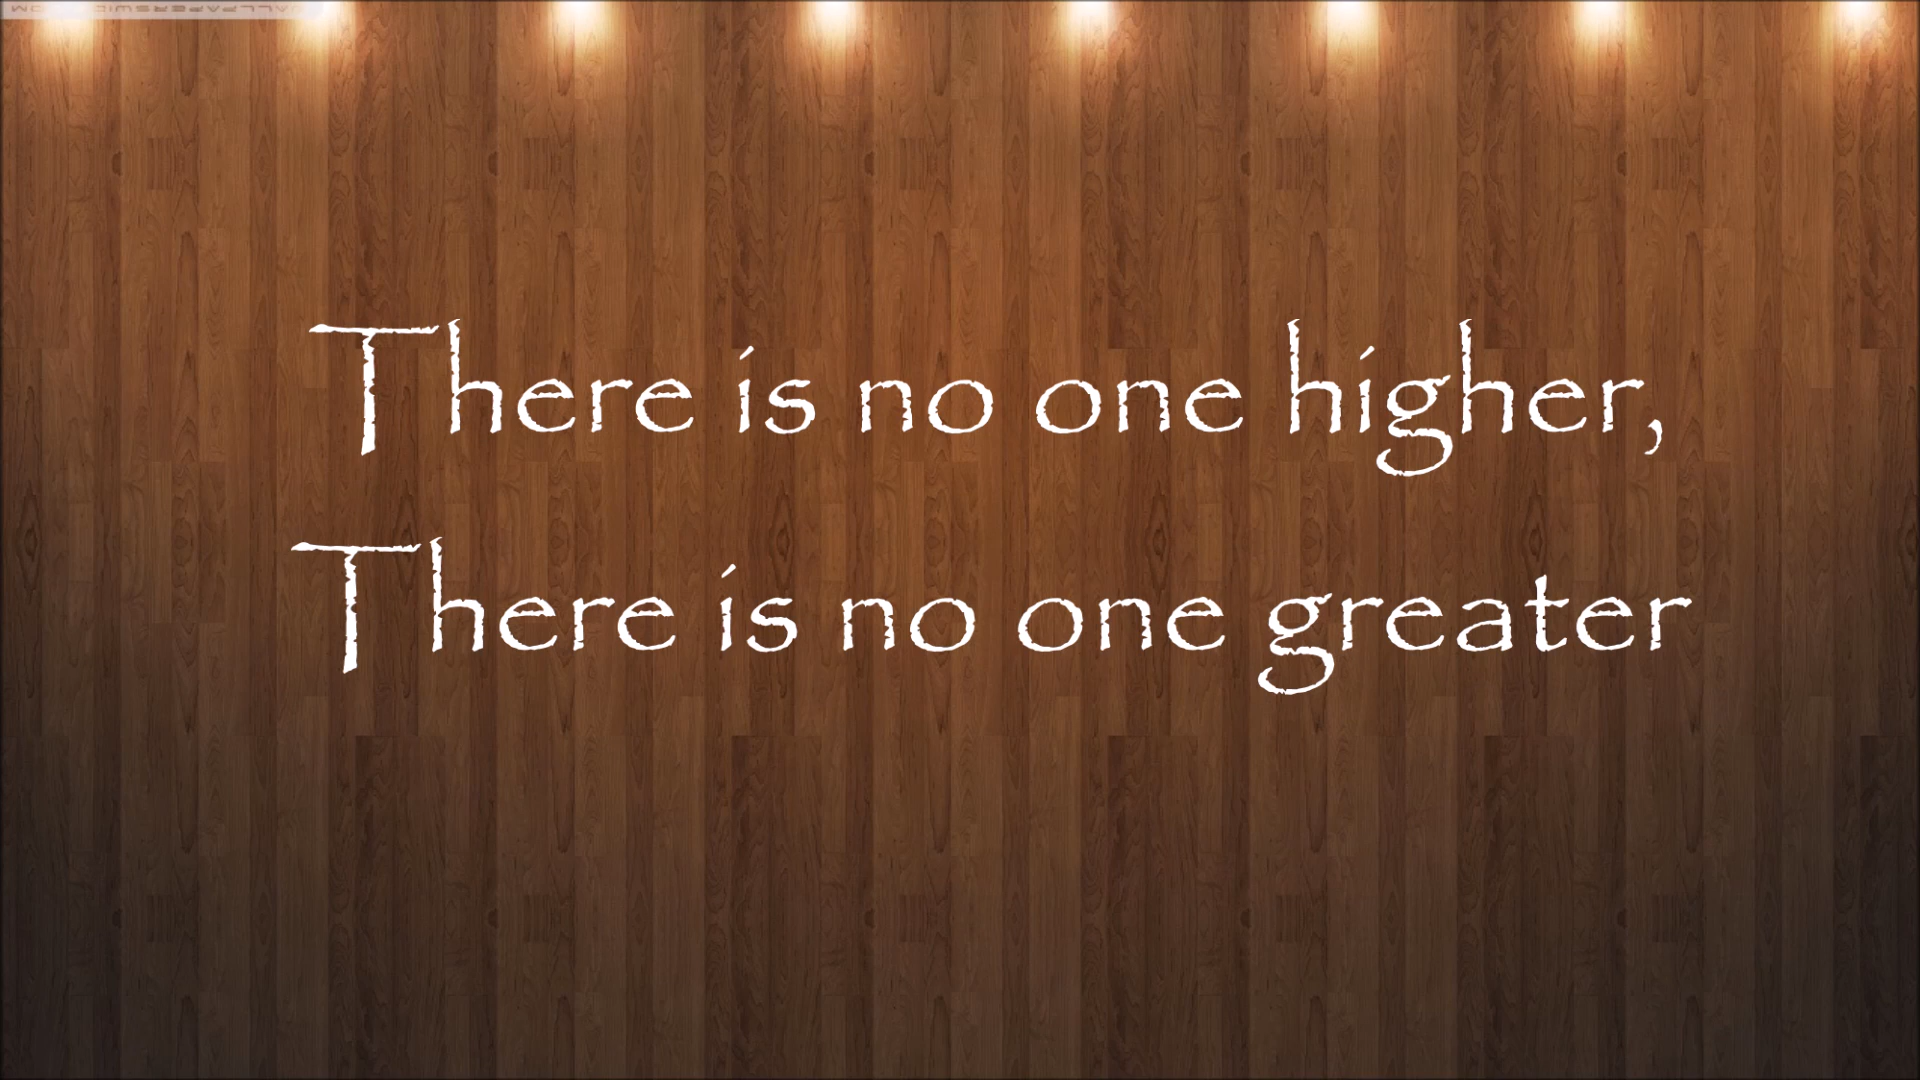 There is no one higher,
There is no one greater